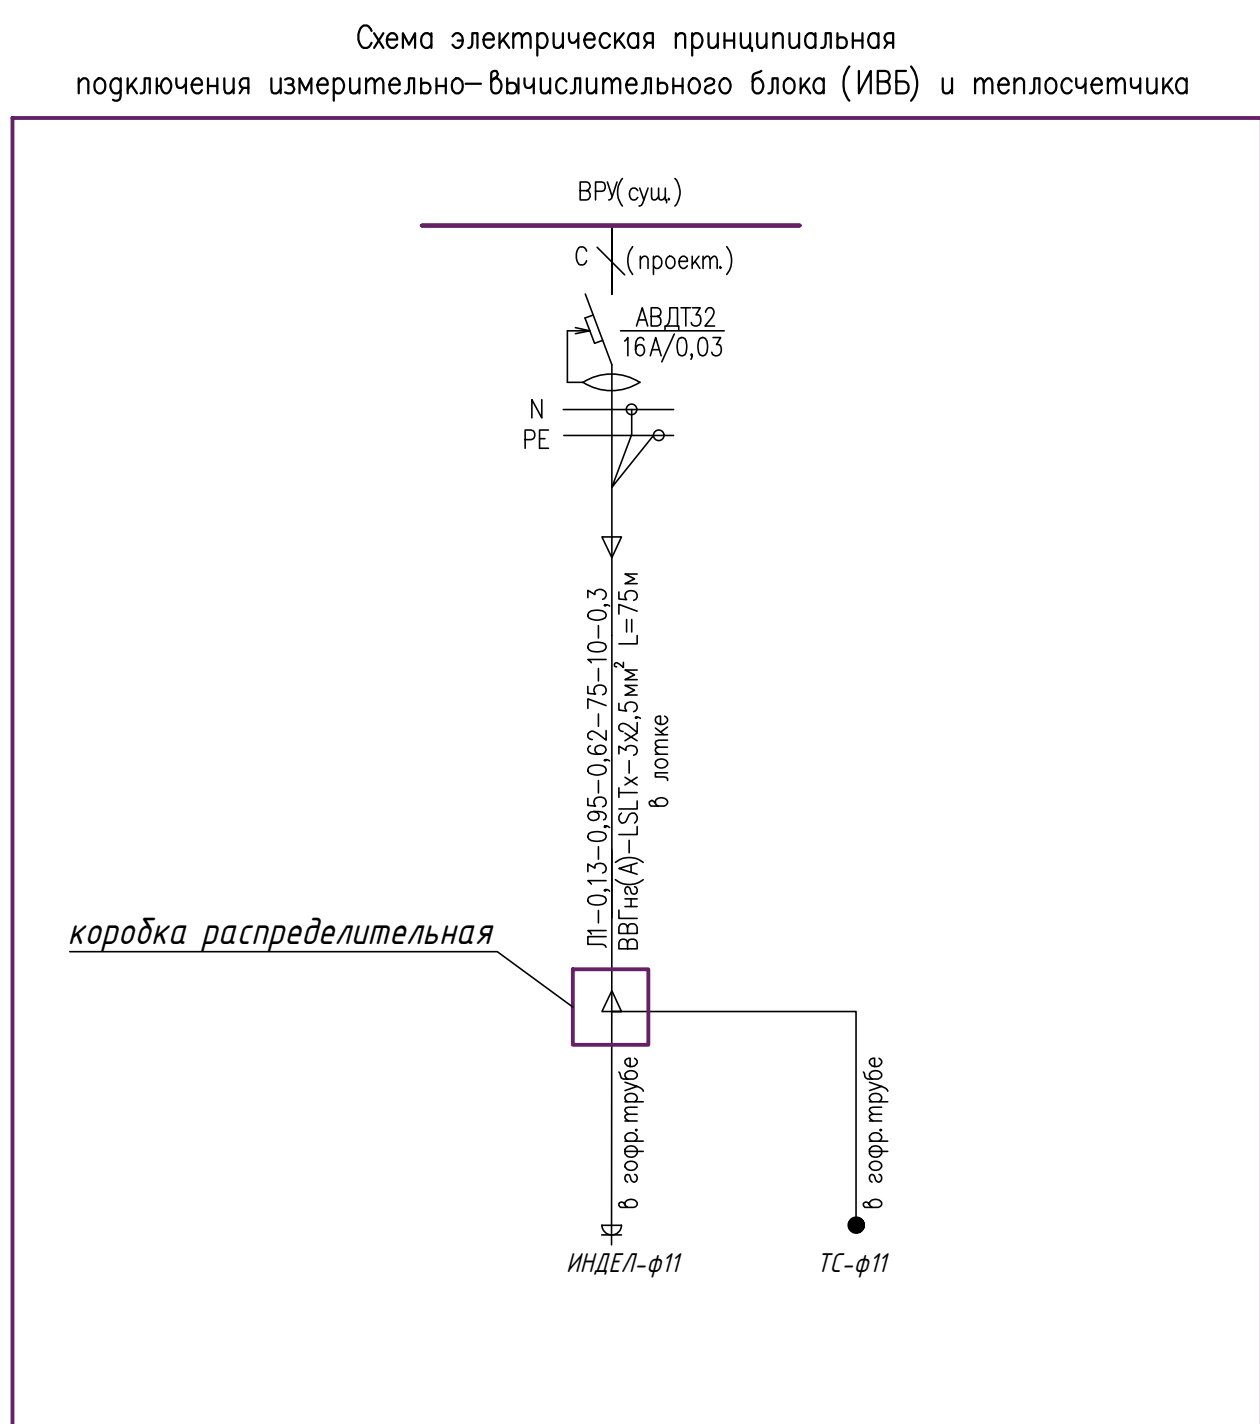 Схема электрическая принципиальная
подключения измерительно-вычислительного блока (ИВБ) и теплосчетчика
ВРУ(сущ.)
С (проект.)
АВДТ32
16А/0,03
N
PE
Л1-0,13-0,95-0,62-75-10-0,3
ВВГнг(А)-LSLTx-3х2,5мм² L=75м
в лотке
коробка распределительная
в гофр.трубе
в гофр.трубе
ИНДЕЛ-ф11
ТС-ф11